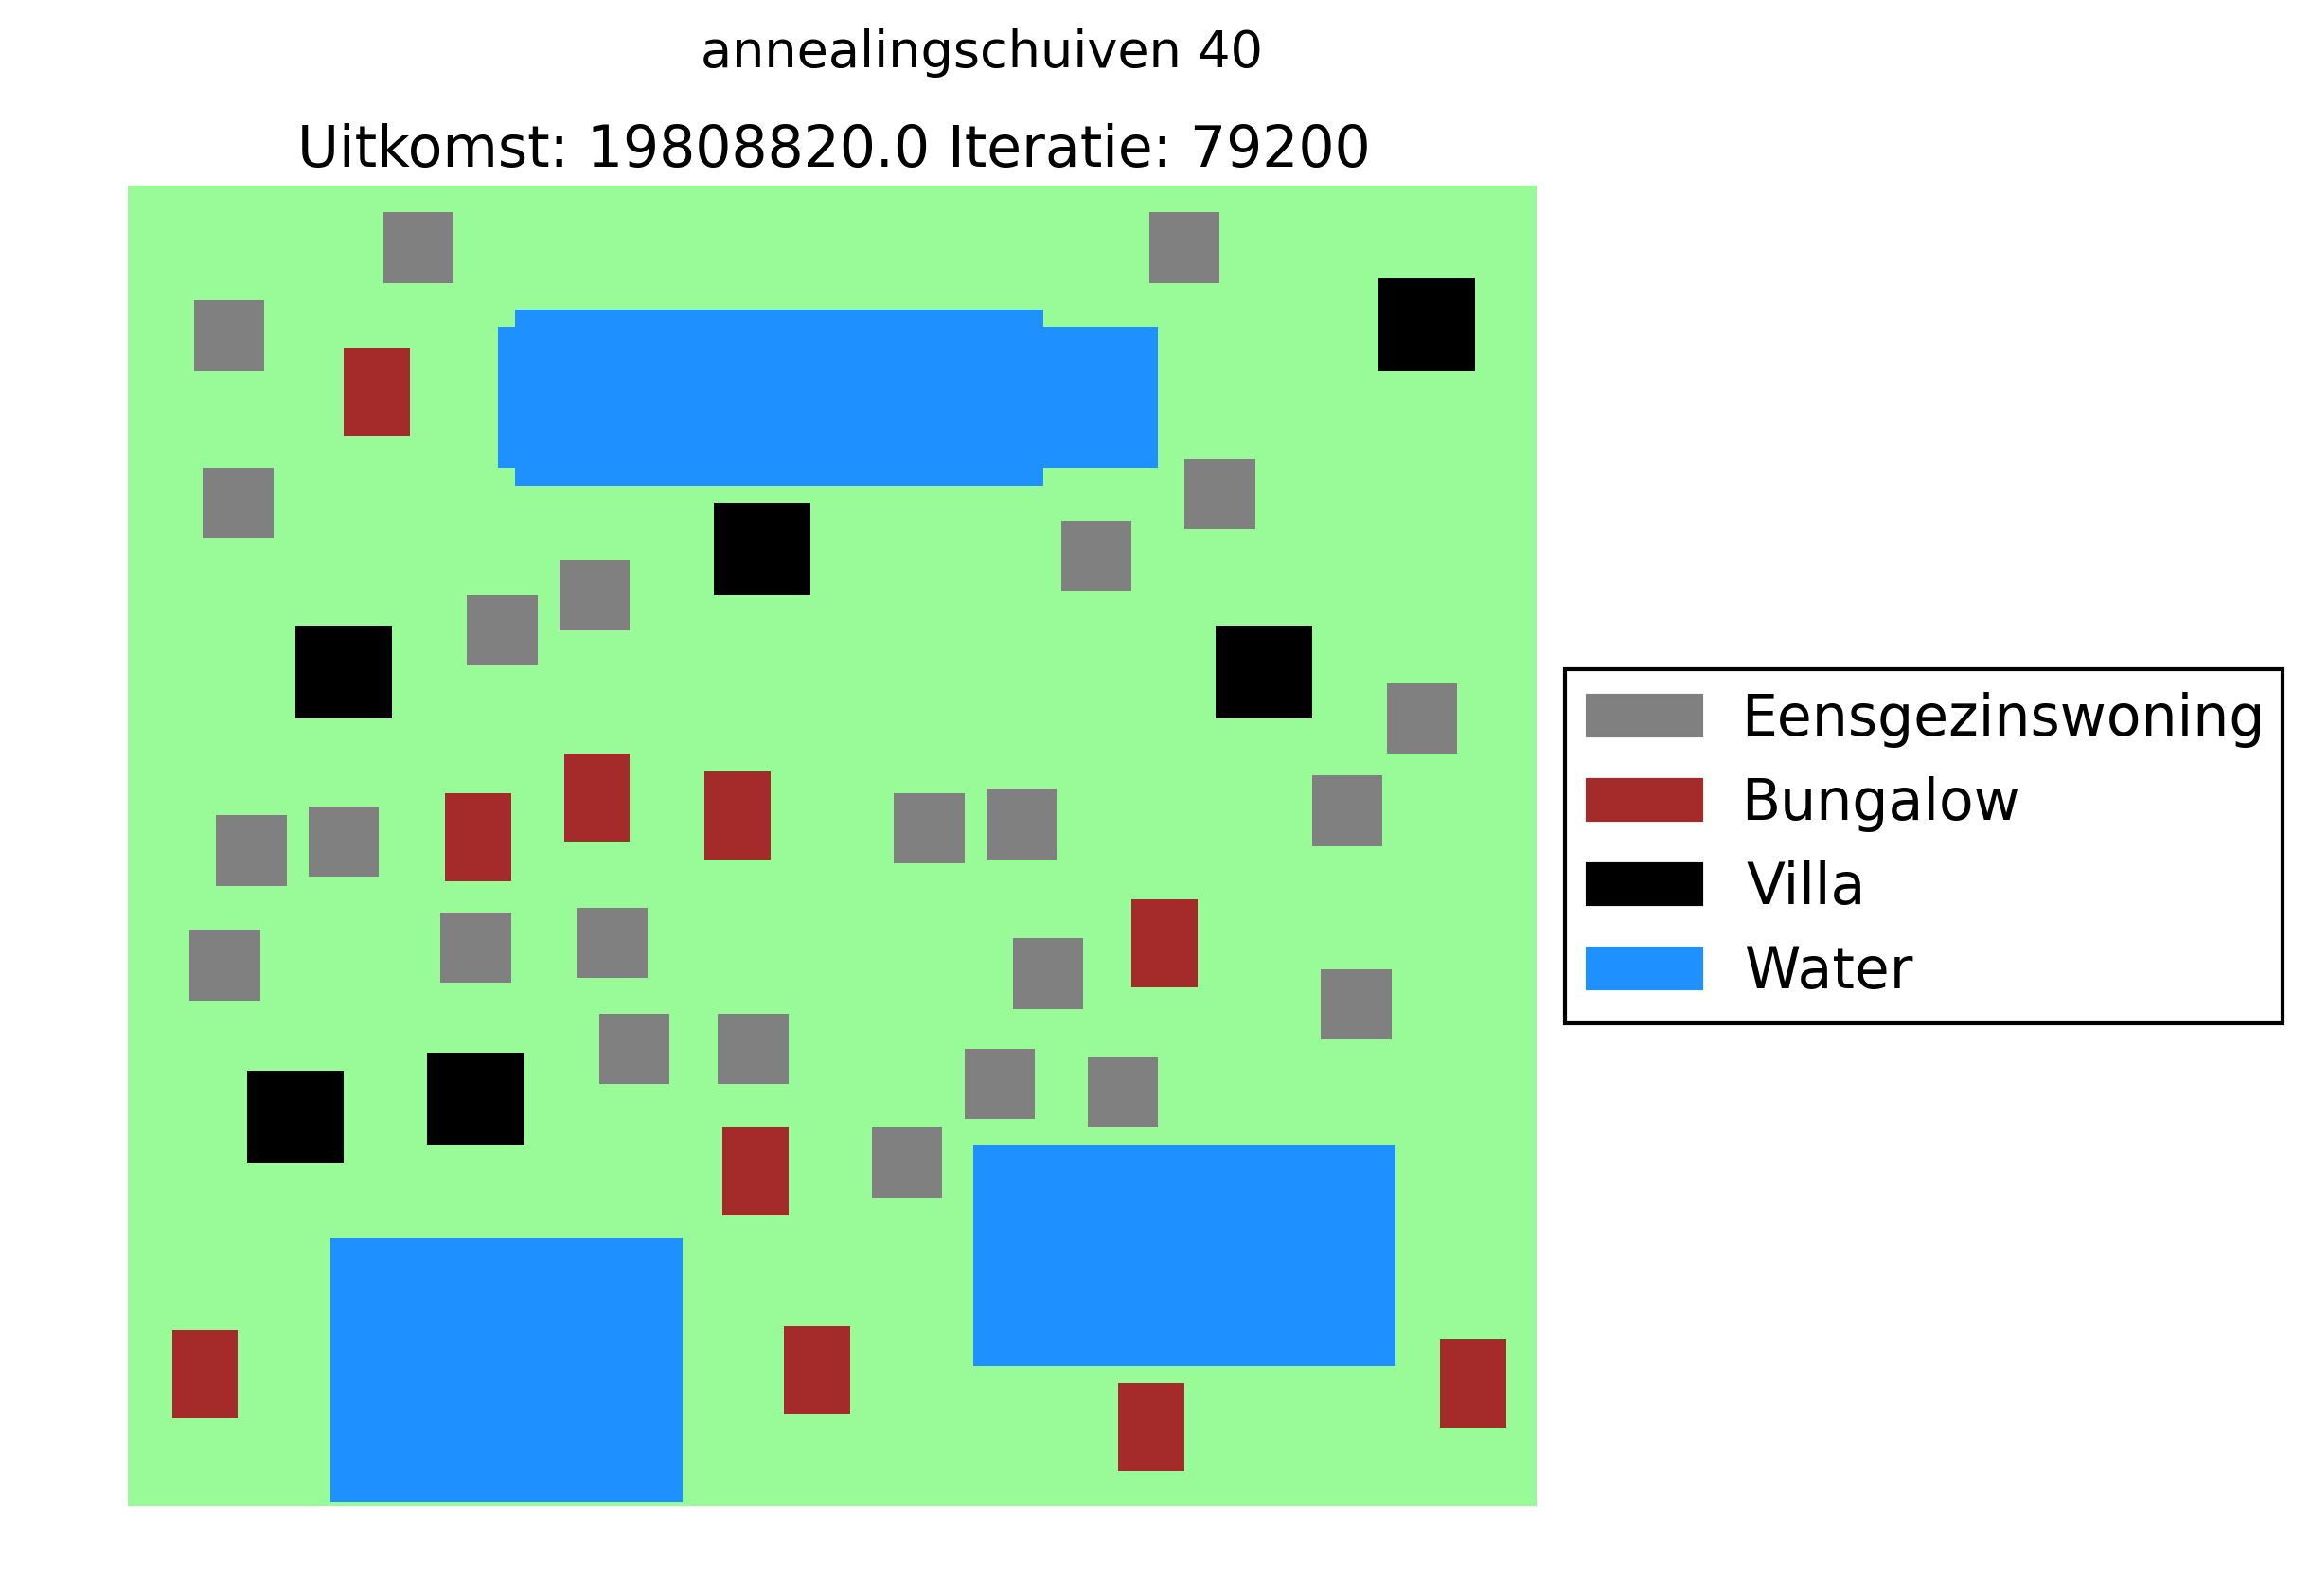 annealingschuiven 40
Uitkomst: 19808820.0 Iteratie: 79200
Eensgezinswoning
Bungalow
Villa
Water